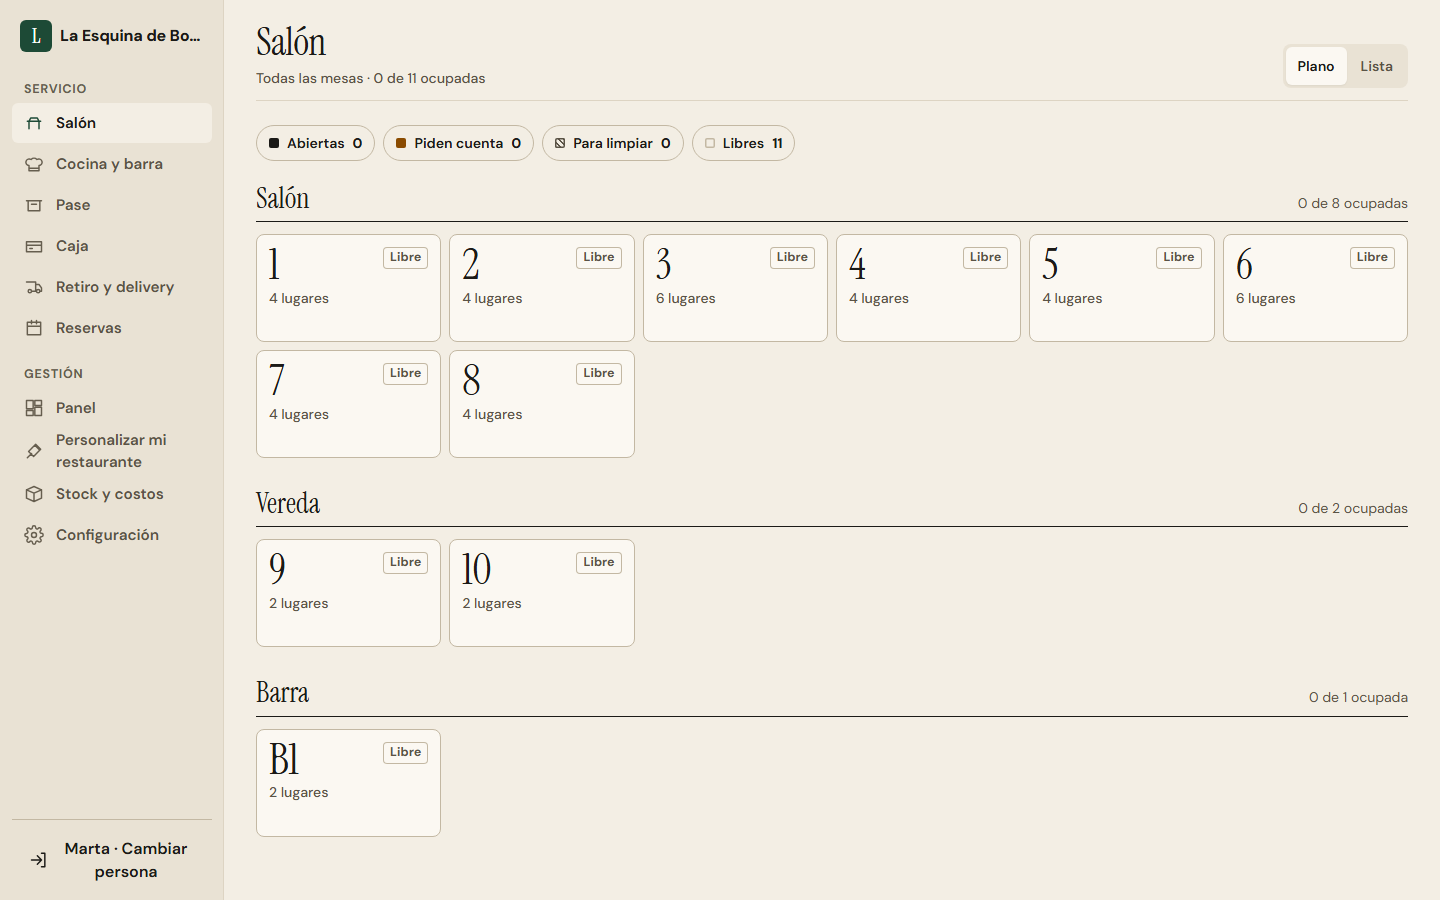 L La Esquina de Bo...
SERVICIO
Salón
Cocina y barra
Pase
Caja
Retiro y delivery
Reservas
GESTIÓN
Panel
Personalizar mi
restaurante
Stock y costos
Configuración
Marta · Cambiar
persona
Salón
Todas las mesas · 0 de 11 ocupadas
Plano Lista
Abiertas 0 Piden cuenta 0 Para limpiar 0 Libres 11
Salón 0 de 8 ocupadas
1 Libre 2 Libre 3 Libre 4 Libre 5 Libre 6 Libre
4 lugares 4 lugares 6 lugares 4 lugares 4 lugares 6 lugares
7 Libre 8 Libre
4 lugares 4 lugares
Vereda 0 de 2 ocupadas
9 Libre 10 Libre
2 lugares 2 lugares
Barra 0 de 1 ocupada
B1 Libre
2 lugares